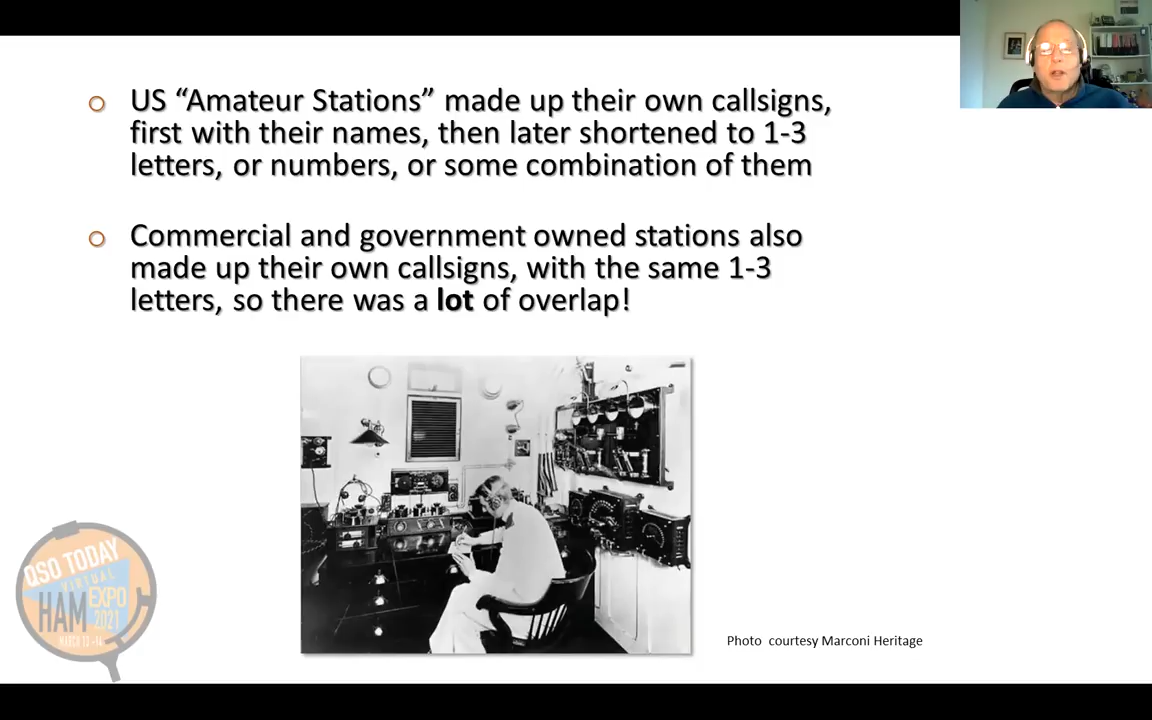 US “Amateur Stations” made up their own callsigns,
first with their names, then later shortened to 1-3
letters, or numbers, or some combination of them
Commercial and government owned stations also
made up their own callsigns, with the same 1-3
letters, so there was a lot of overlap!
QSO TODAY
VIRTUAL
HAM EXPO
2021
Photo courtesy Marconi Heritage